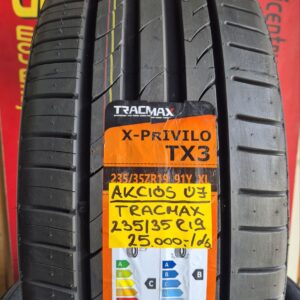 TRACMAX
X-PRIVILO
TX3
235/35ZR19 91Y XL
AKCIÓS ÚJ
TRACMAX
235/35 R19
25.000.-/db
C
B